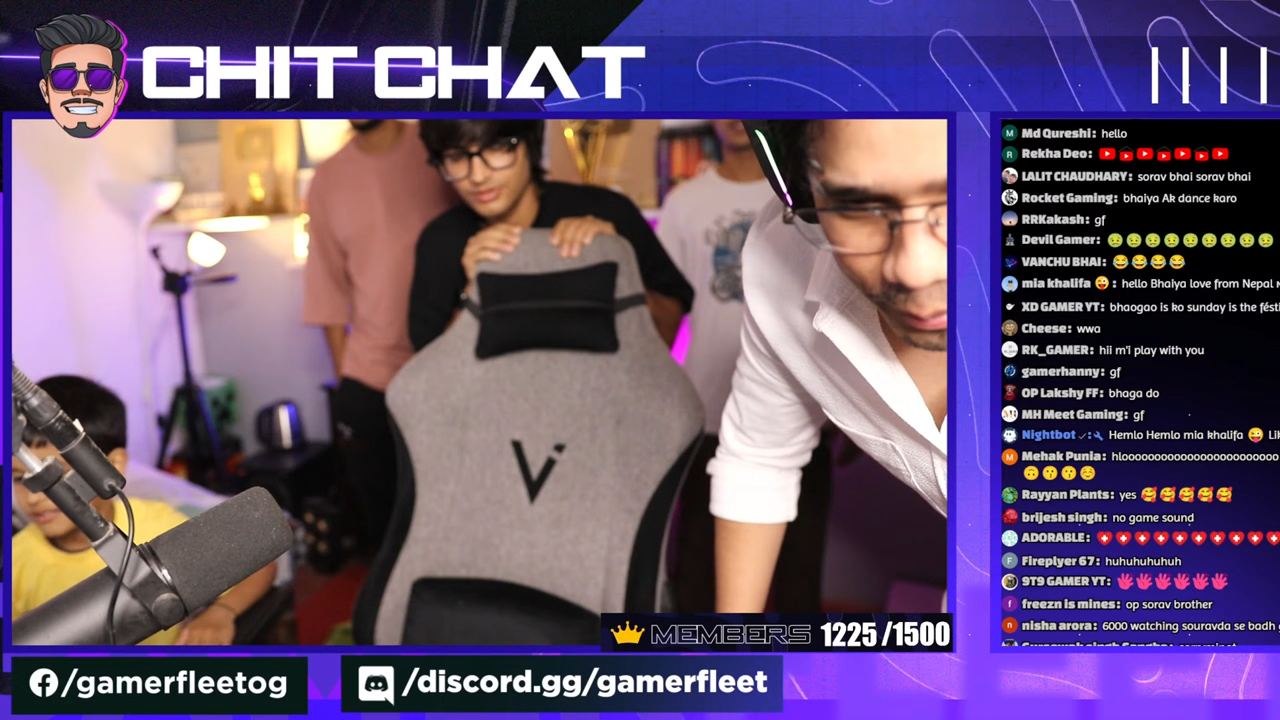 CHIT CHAT
Md Qureshi: hello
Rekha Deo:
LALIT CHAUDHARY: sorav bhai sorav bhai
Rocket Gaming: bhaiya Ak dance karo
RRKakash: gf
Devil Gamer:
VANCHU BHAI:
mia khalifa 😜 : hello Bhaiya love from Nepal
XD GAMER YT: bhaogao is ko sunday is the fésti
Cheese: wwa
RK_GAMER: hii m'i play with you
gamerhanny: gf
OP Lakshy FF: bhaga do
MH Meet Gaming: gf
Nightbot : Hemlo Hemlo mia khalifa 😜
Mehak Punia: hloooooooooooooooooooooooo
Rayyan Plants: yes 🥰🥰🥰🥰🥰
brijesh singh: no game sound
ADORABLE:
Fireplyer 67: huhuhuhuhuh
9T9 GAMER YT:
freezn is mines: op sorav brother
nisha arora: 6000 watching souravda se badh
MEMBERS 1225 /1500
/gamerfleetog
/discord.gg/gamerfleet